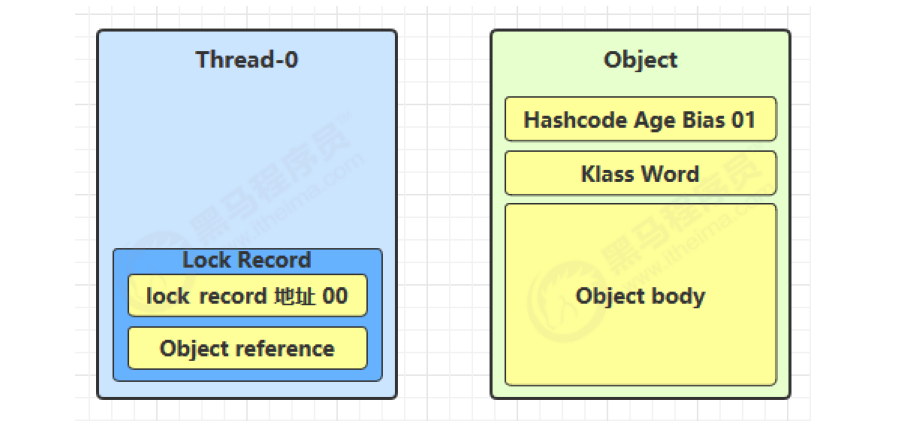 Thread-0
Lock Record
lock record 地址 00
Object reference
Object
Hashcode Age Bias 01
Klass Word
Object body
黑马程序员
www.itheima.com
黑马程序员
www.itheima.com